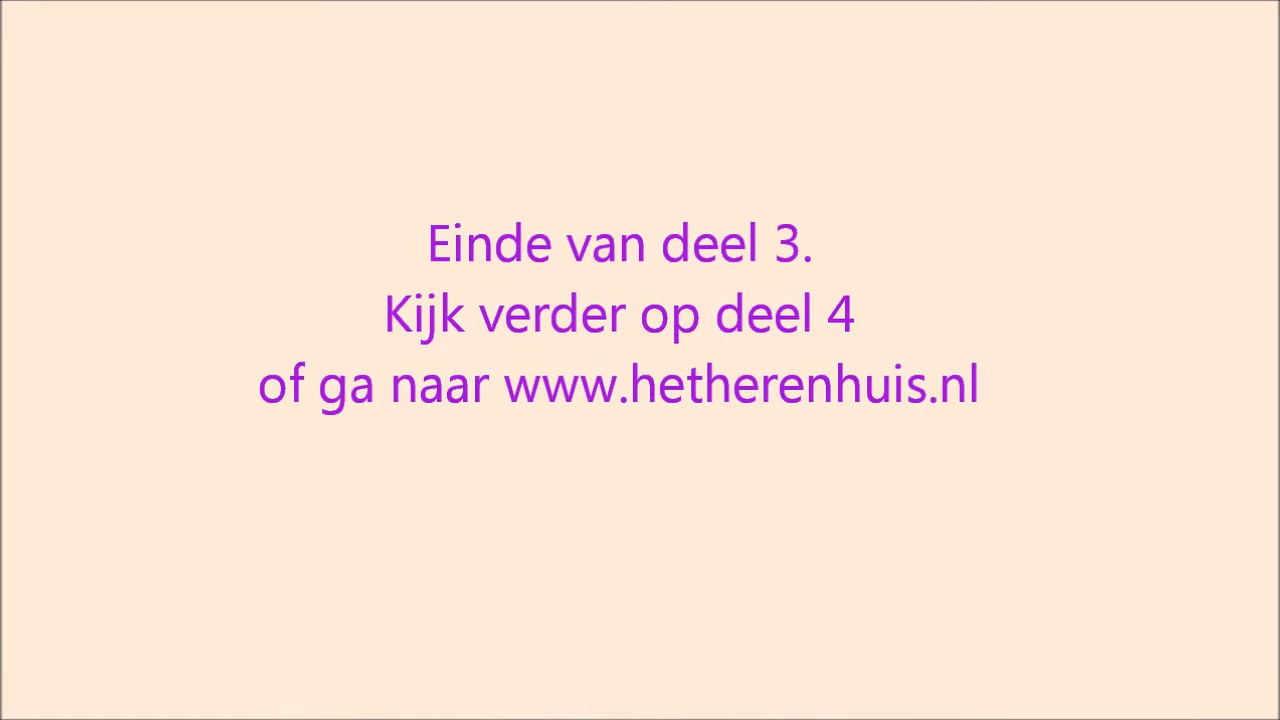 Einde van deel 3.
Kijk verder op deel 4
of ga naar www.hetherenhuis.nl